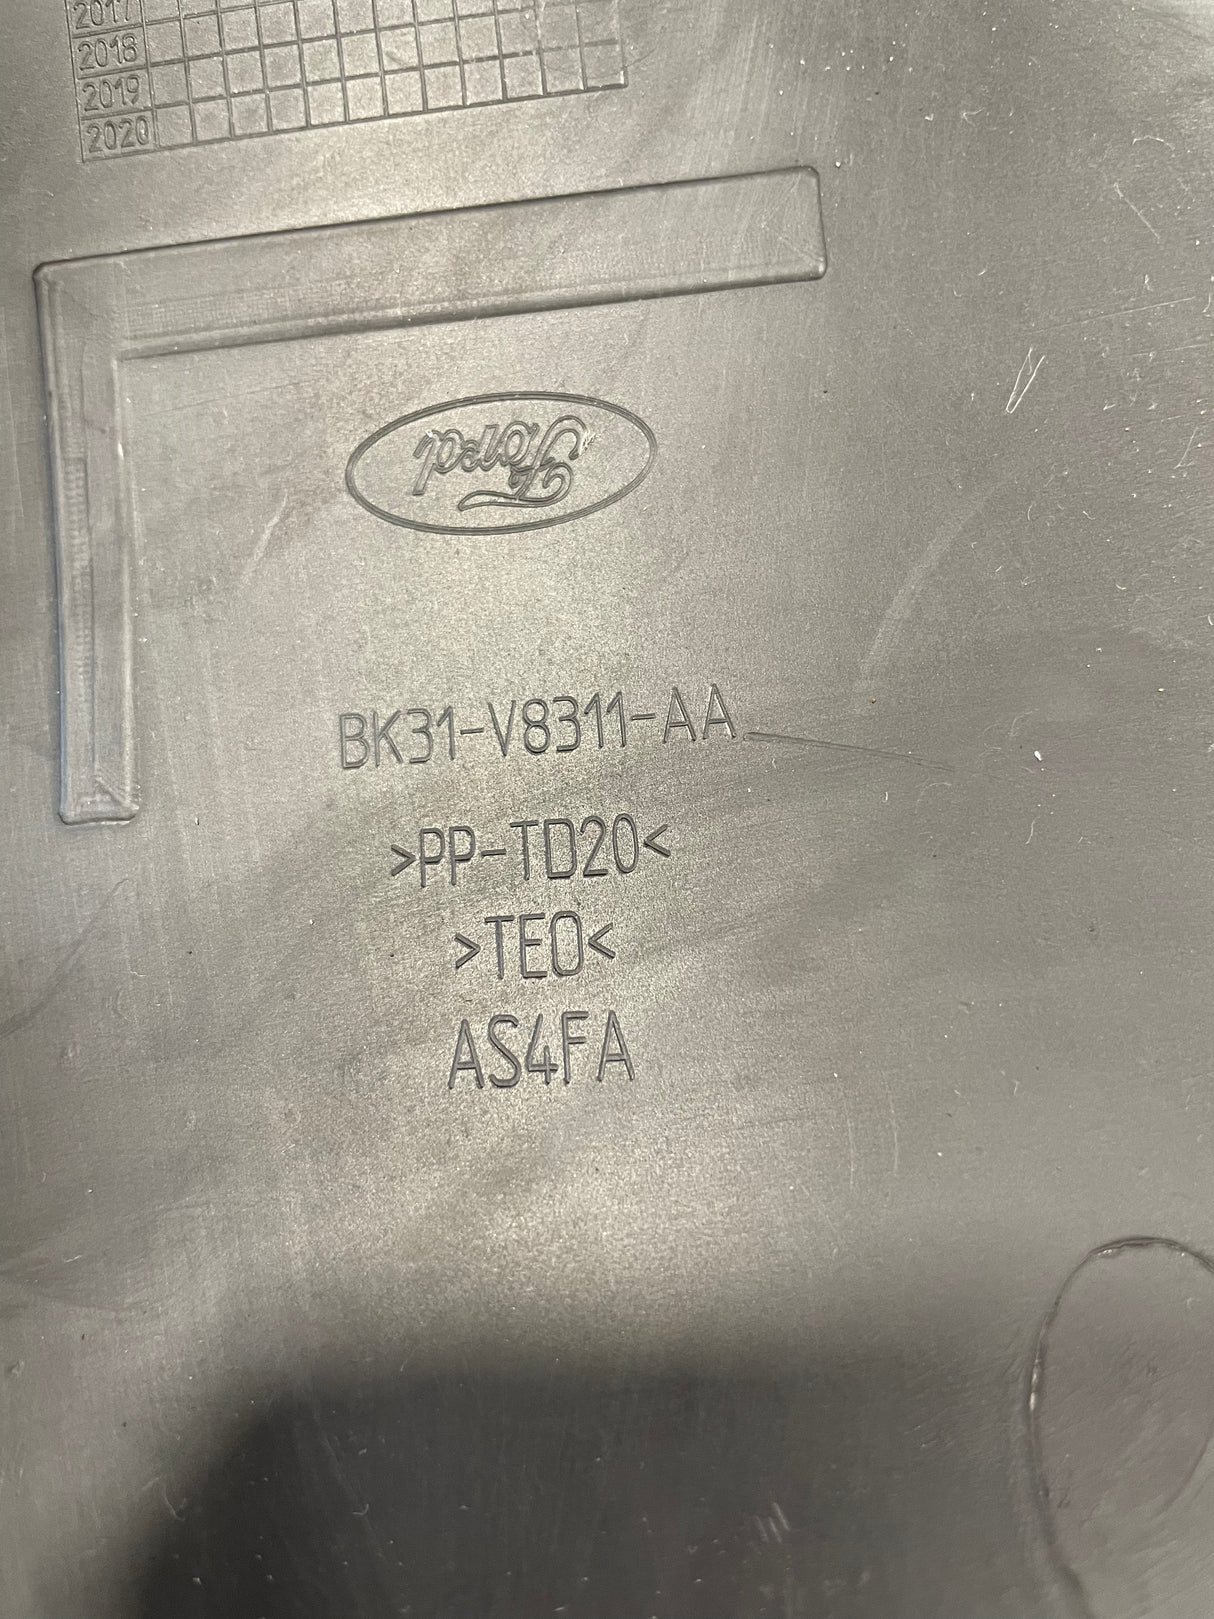 2017
2018
2019
2020
Ford
BK31-V8311-AA
>PP-TD20<
>TEO<
AS4FA